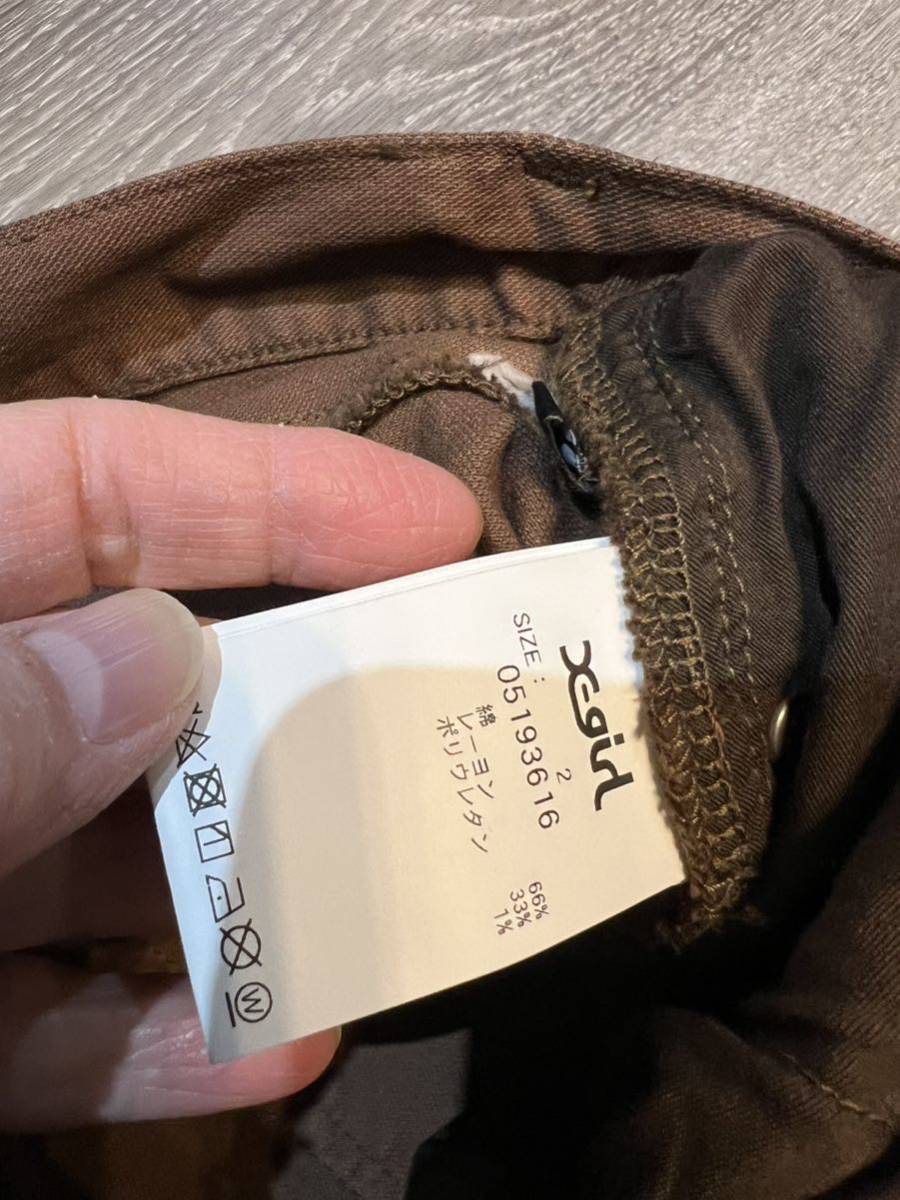 X-girl
SIZE : 2
05193616
綿 66%
レーヨン 33%
ポリウレタン 1%
W